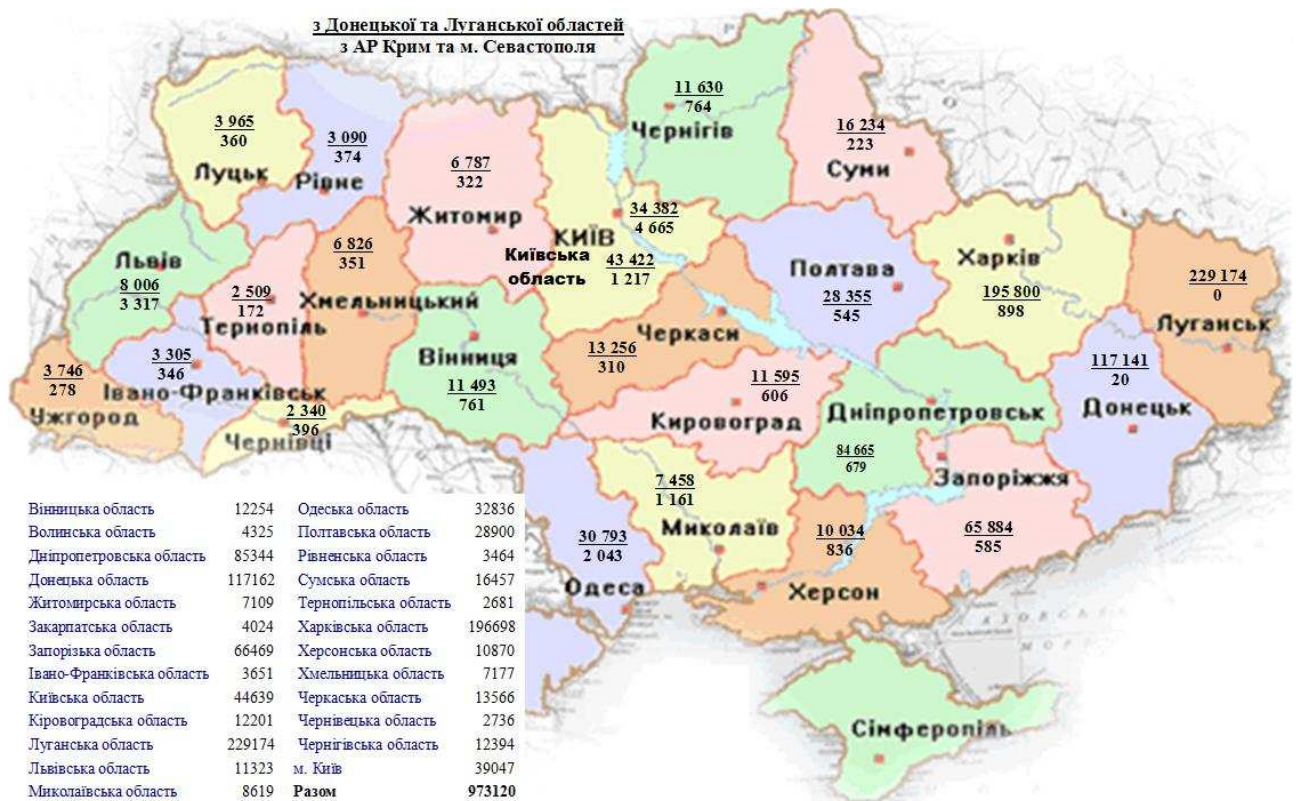 з Донецької та Луганської областей
з АР Крим та м. Севастополя
11 630
764
Чернігів
16 234
223
Суми
3 965
360
Луцьк
3 090
374
Рівне
6 787
322
Житомир
34 382
4 665
КИЇВ
Київська
область
43 422
1 217
Львів
8 006
3 317
2 509
172
Тернопіль
6 826
351
Хмельницький
Полтава
28 355
545
Харків
195 800
898
229 174
0
Луганськ
Черкаси
13 256
310
Вінниця
11 493
761
3 305
346
Івано-Франківськ
3 746
278
Ужгород
2 340
396
Чернівці
11 595
606
Кировоград
Дніпропетровськ
84 665
679
117 141
20
Донецьк
Запоріжжя
65 884
585
7 458
1 161
Миколаїв
10 034
836
Херсон
30 793
2 043
Одеса
Сімферопіль
Вінницька область 12254 Одеська область 32836
Волинська область 4325 Полтавська область 28900
Дніпропетровська область 85344 Рівненська область 3464
Донецька область 117162 Сумська область 16457
Житомирська область 7109 Тернопільська область 2681
Закарпатська область 4024 Харківська область 196698
Запорізька область 66469 Херсонська область 10870
Івано-Франківська область 3651 Хмельницька область 7177
Київська область 44639 Черкаська область 13566
Кіровоградська область 12201 Чернівецька область 2736
Луганська область 229174 Чернігівська область 12394
Львівська область 11323 м. Київ 39047
Миколаївська область 8619 Разом 973120